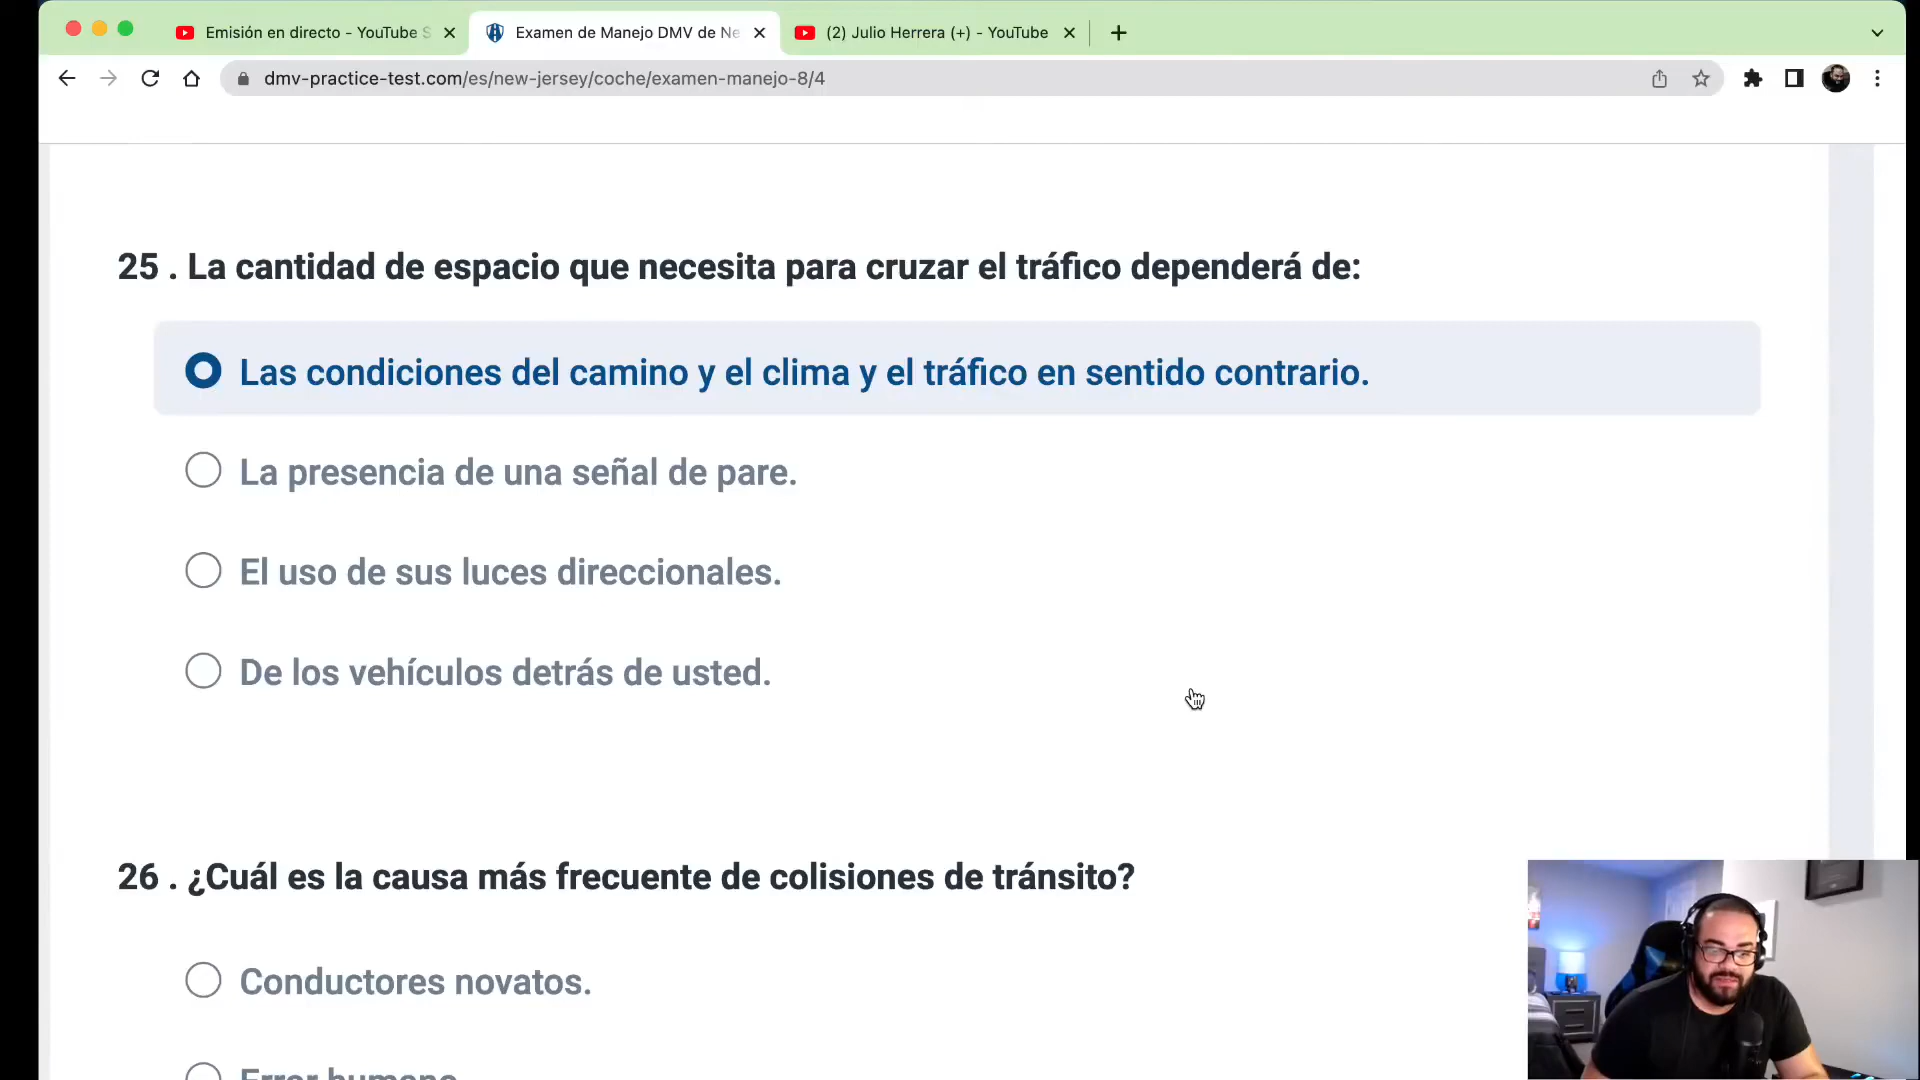 Emisión en directo - YouTube S
Examen de Manejo DMV de Ne
(2) Julio Herrera (+) - YouTube
dmv-practice-test.com/es/new-jersey/coche/examen-manejo-8/4
25 . La cantidad de espacio que necesita para cruzar el tráfico dependerá de:
Las condiciones del camino y el clima y el tráfico en sentido contrario.
La presencia de una señal de pare.
El uso de sus luces direccionales.
De los vehículos detrás de usted.
26 . ¿Cuál es la causa más frecuente de colisiones de tránsito?
Conductores novatos.
Error humano